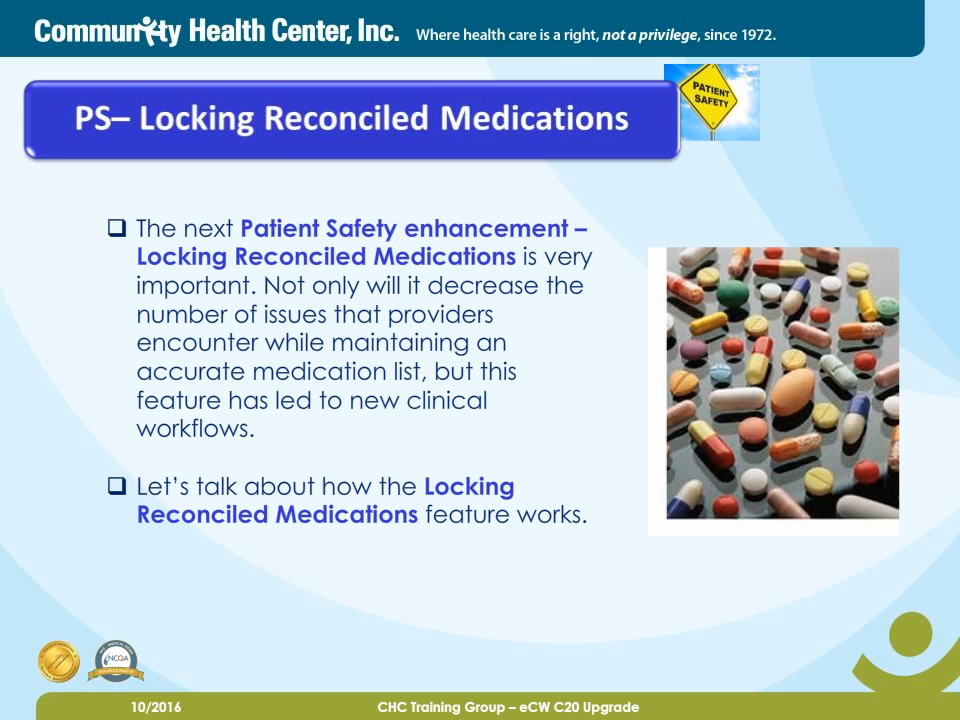 Community Health Center, Inc. Where health care is a right, not a privilege, since 1972.
PATIENT
SAFETY
PS– Locking Reconciled Medications
❑ The next Patient Safety enhancement –
Locking Reconciled Medications is very
important. Not only will it decrease the
number of issues that providers
encounter while maintaining an
accurate medication list, but this
feature has led to new clinical
workflows.
❑ Let’s talk about how the Locking
Reconciled Medications feature works.
NCQA
10/2016 CHC Training Group – eCW C20 Upgrade